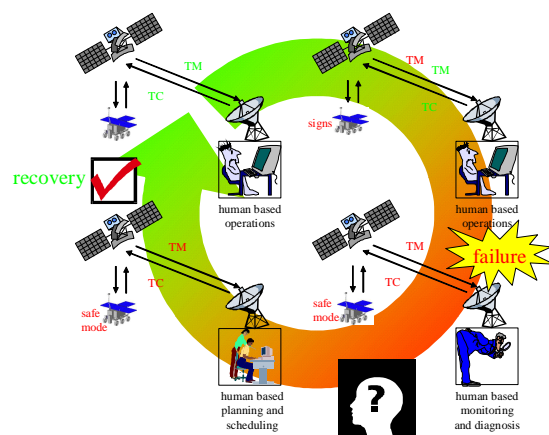 TM
TC
TM
TM
TC
signs
recovery
human based
operations
human based
operations
TM
TC
safe
mode
TM
TC
safe
mode
failure
human based
planning and
scheduling
?
human based
monitoring
and diagnosis